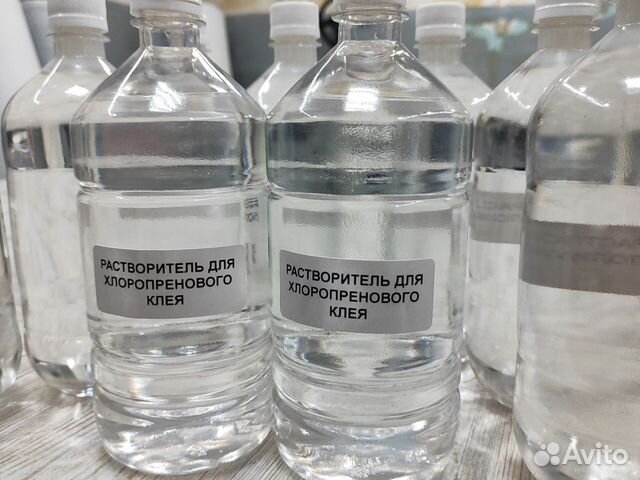 РАСТВОРИТЕЛЬ ДЛЯ
ХЛОРОПРЕНОВОГО
КЛЕЯ
РАСТВОРИТЕЛЬ ДЛЯ
ХЛОРОПРЕНОВОГО
КЛЕЯ
Avito